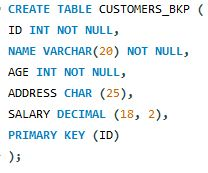 CREATE TABLE CUSTOMERS_BKP (
ID INT NOT NULL,
NAME VARCHAR(20) NOT NULL,
AGE INT NOT NULL,
ADDRESS CHAR (25),
SALARY DECIMAL (18, 2),
PRIMARY KEY (ID)
);